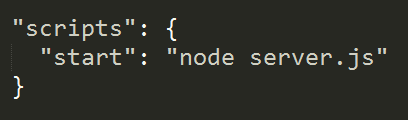 "scripts": {
  "start": "node server.js"
}